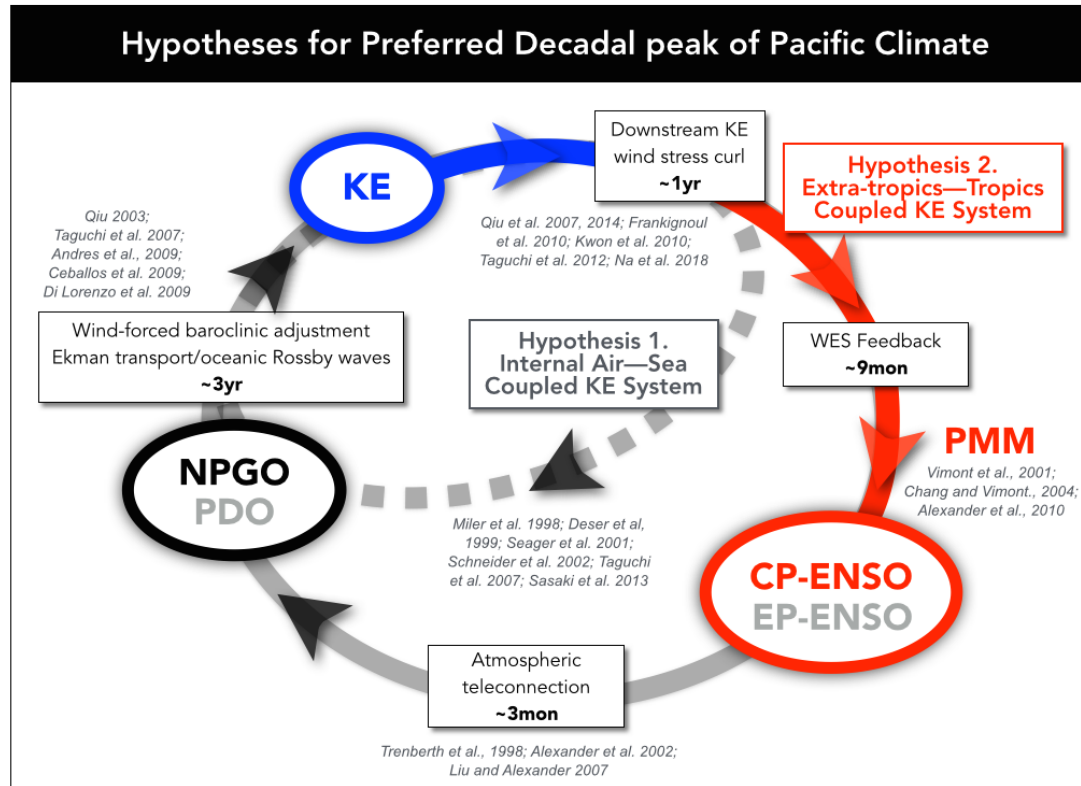 Hypotheses for Preferred Decadal peak of Pacific Climate
KE
Downstream KE
wind stress curl
~1yr
Hypothesis 2.
Extra-tropics—Tropics
Coupled KE System
Qiu 2003;
Taguchi et al. 2007;
Andres et al., 2009;
Ceballos et al. 2009;
Di Lorenzo et al. 2009
Qiu et al. 2007, 2014; Frankignoul
et al. 2010; Kwon et al. 2010;
Taguchi et al. 2012; Na et al. 2018
Wind-forced baroclinic adjustment
Ekman transport/oceanic Rossby waves
~3yr
Hypothesis 1.
Internal Air—Sea
Coupled KE System
WES Feedback
~9mon
PMM
Vimont et al., 2001;
Chang and Vimont., 2004;
Alexander et al., 2010
NPGO
PDO
Miler et al. 1998; Deser et al,
1999; Seager et al. 2001;
Schneider et al. 2002; Taguchi
et al. 2007; Sasaki et al. 2013
CP-ENSO
EP-ENSO
Atmospheric
teleconnection
~3mon
Trenberth et al., 1998; Alexander et al. 2002;
Liu and Alexander 2007